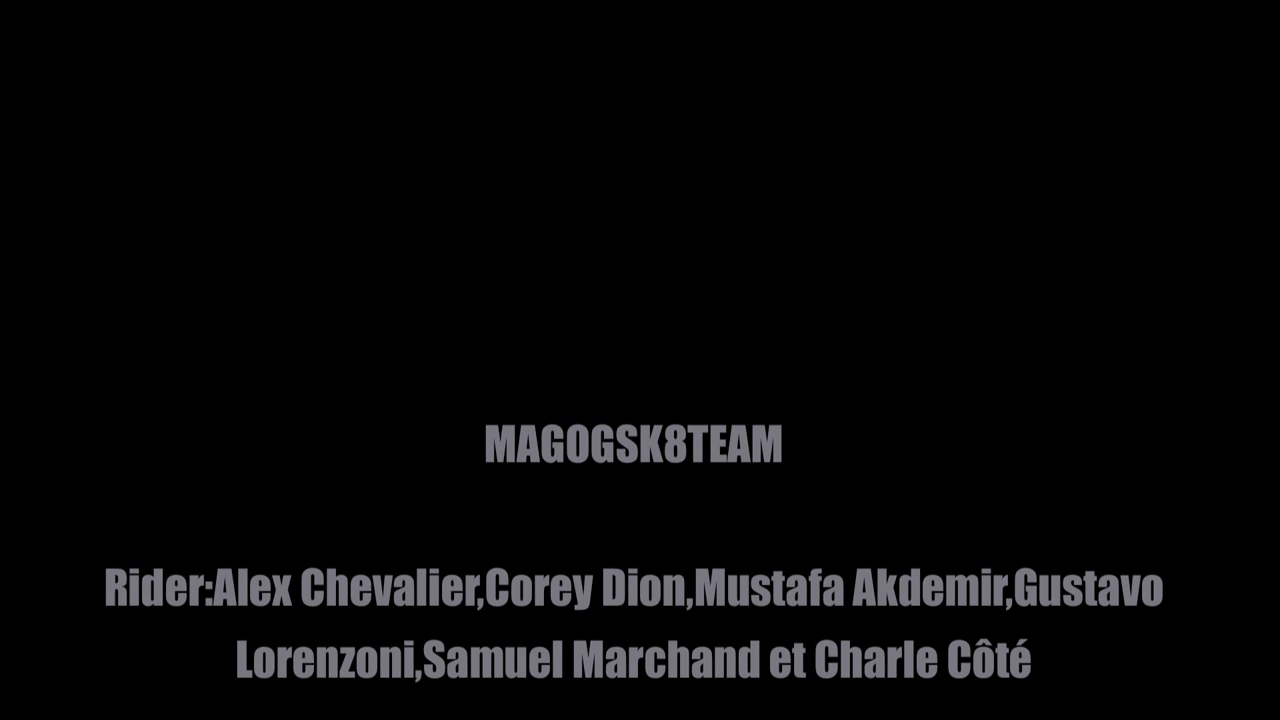 MAGOGSK8TEAM
Rider:Alex Chevalier,Corey Dion,Mustafa Akdemir,Gustavo
Lorenzoni,Samuel Marchand et Charle Côté